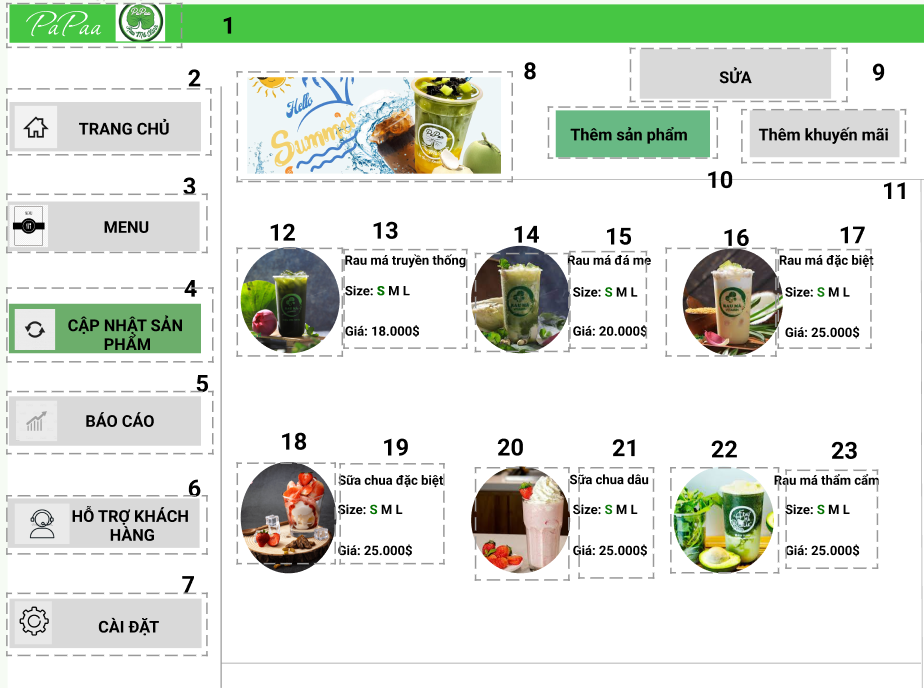 PaPaa
PaPaa
1
2
TRANG CHỦ
3
MENU
4
CẬP NHẬT SẢN
PHẨM
5
BÁO CÁO
6
HỖ TRỢ KHÁCH
HÀNG
7
CÀI ĐẶT
8
Hello
Summer
9
SỬA
Thêm sản phẩm
Thêm khuyến mãi
10
11
12
13
Rau má truyền thống
Size: S M L
Giá: 18.000$
14
15
Rau má đá me
Size: S M L
Giá: 20.000$
16
17
Rau má đặc biệt
Size: S M L
Giá: 25.000$
18
19
Sữa chua đặc biệt
Size: S M L
Giá: 25.000$
20
21
Sữa chua dâu
Size: S M L
Giá: 25.000$
22
23
Rau má thẩm cẩm
Size: S M L
Giá: 25.000$